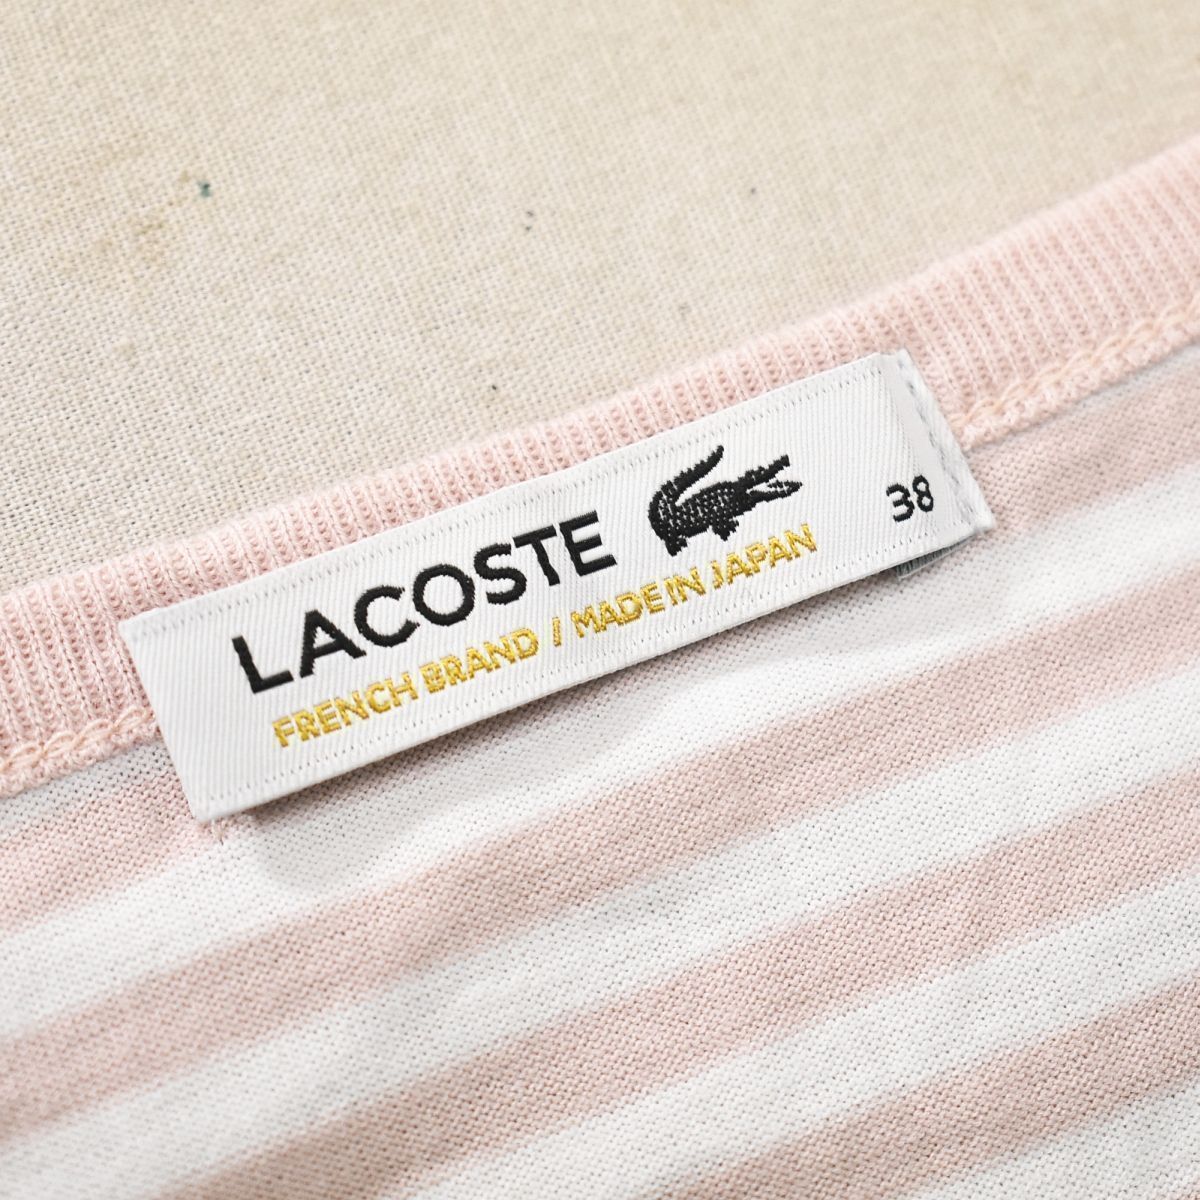 LACOSTE
FRENCH BRAND / MADE IN JAPAN
38